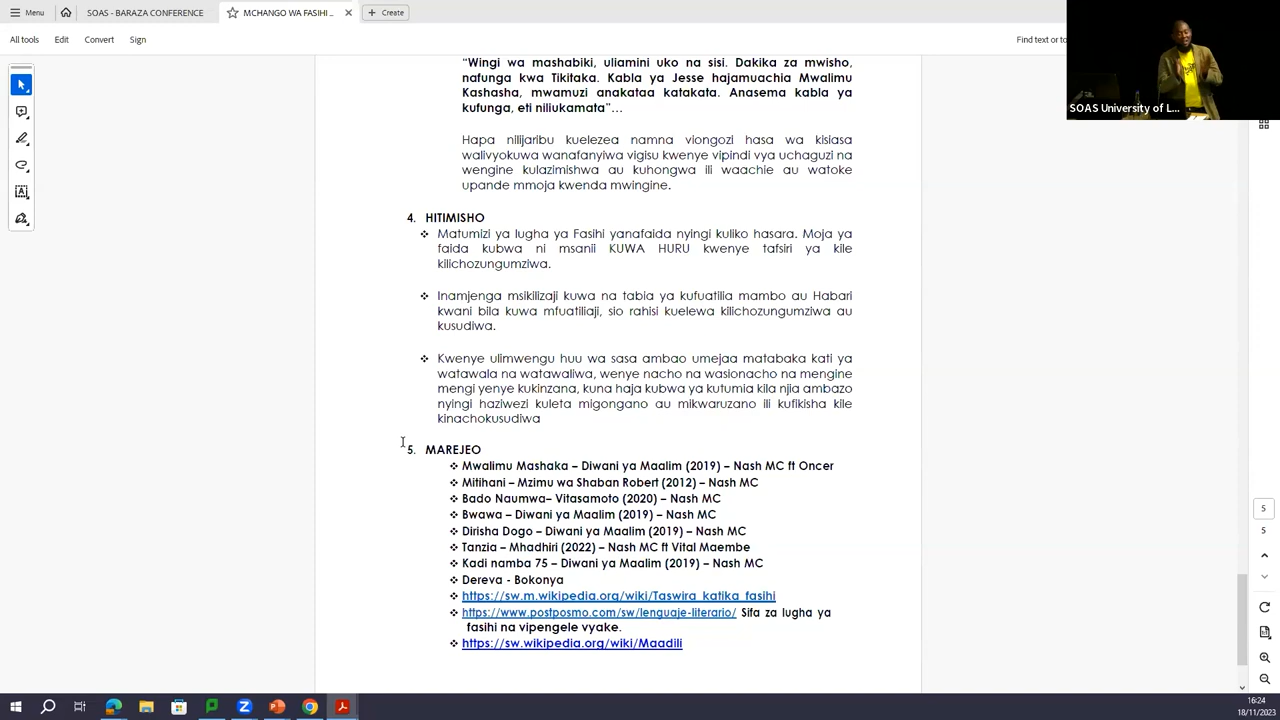 Menu
SOAS - BARAZA CONFERENCE
MCHANGO WA FASIHI ...
Create
All tools
Edit
Convert
Sign
Find text or to
SOAS University of L...
“Wingi wa mashabiki, uliamini uko na sisi. Dakika za mwisho,
nafunga kwa Tikitaka. Kabla ya Jesse hajamuachia Mwalimu
Kashasha, mwamuzi anakataa katakata. Anasema kabla ya
kufunga, eti niliukamata”…
Hapa nilijaribu kuelezea namna viongozi hasa wa kisiasa
walivyokuwa wanafanyiwa vigisu kwenye vipindi vya uchaguzi na
wengine kulazimishwa au kuhongwa ili waachie au watoke
upande mmoja kwenda mwingine.
4. HITIMISHO
❖ Matumizi ya lugha ya Fasihi yanafaida nyingi kuliko hasara. Moja ya
faida kubwa ni msanii KUWA HURU kwenye tafsiri ya kile
kilichozungumziwa.
❖ Inamjenga msikilizaji kuwa na tabia ya kufuatilia mambo au Habari
kwani bila kuwa mfuatiliaji, sio rahisi kuelewa kilichozungumziwa au
kusudiwa.
❖ Kwenye ulimwengu huu wa sasa ambao umejaa matabaka kati ya
watawala na watawaliwa, wenye nacho na wasionacho na mengine
mengi yenye kukinzana, kuna haja kubwa ya kutumia kila njia ambazo
nyingi haziwezi kuleta migongano au mikwaruzano ili kufikisha kile
kinachokusudiwa
5. MAREJEO
❖ Mwalimu Mashaka – Diwani ya Maalim (2019) – Nash MC ft Oncer
❖ Mitihani – Mzimu wa Shaban Robert (2012) – Nash MC
❖ Bado Naumwa– Vitasamoto (2020) – Nash MC
❖ Bwawa – Diwani ya Maalim (2019) – Nash MC
❖ Dirisha Dogo – Diwani ya Maalim (2019) – Nash MC
❖ Tanzia – Mhadhiri (2022) – Nash MC ft Vital Maembe
❖ Kadi namba 75 – Diwani ya Maalim (2019) – Nash MC
❖ Dereva - Bokonya
❖ https://sw.m.wikipedia.org/wiki/Taswira_katika_fasihi
❖ https://www.postposmo.com/sw/lenguaje-literario/ Sifa za lugha ya
fasihi na vipengele vyake.
❖ https://sw.wikipedia.org/wiki/Maadili
5
5
16:24
18/11/2023